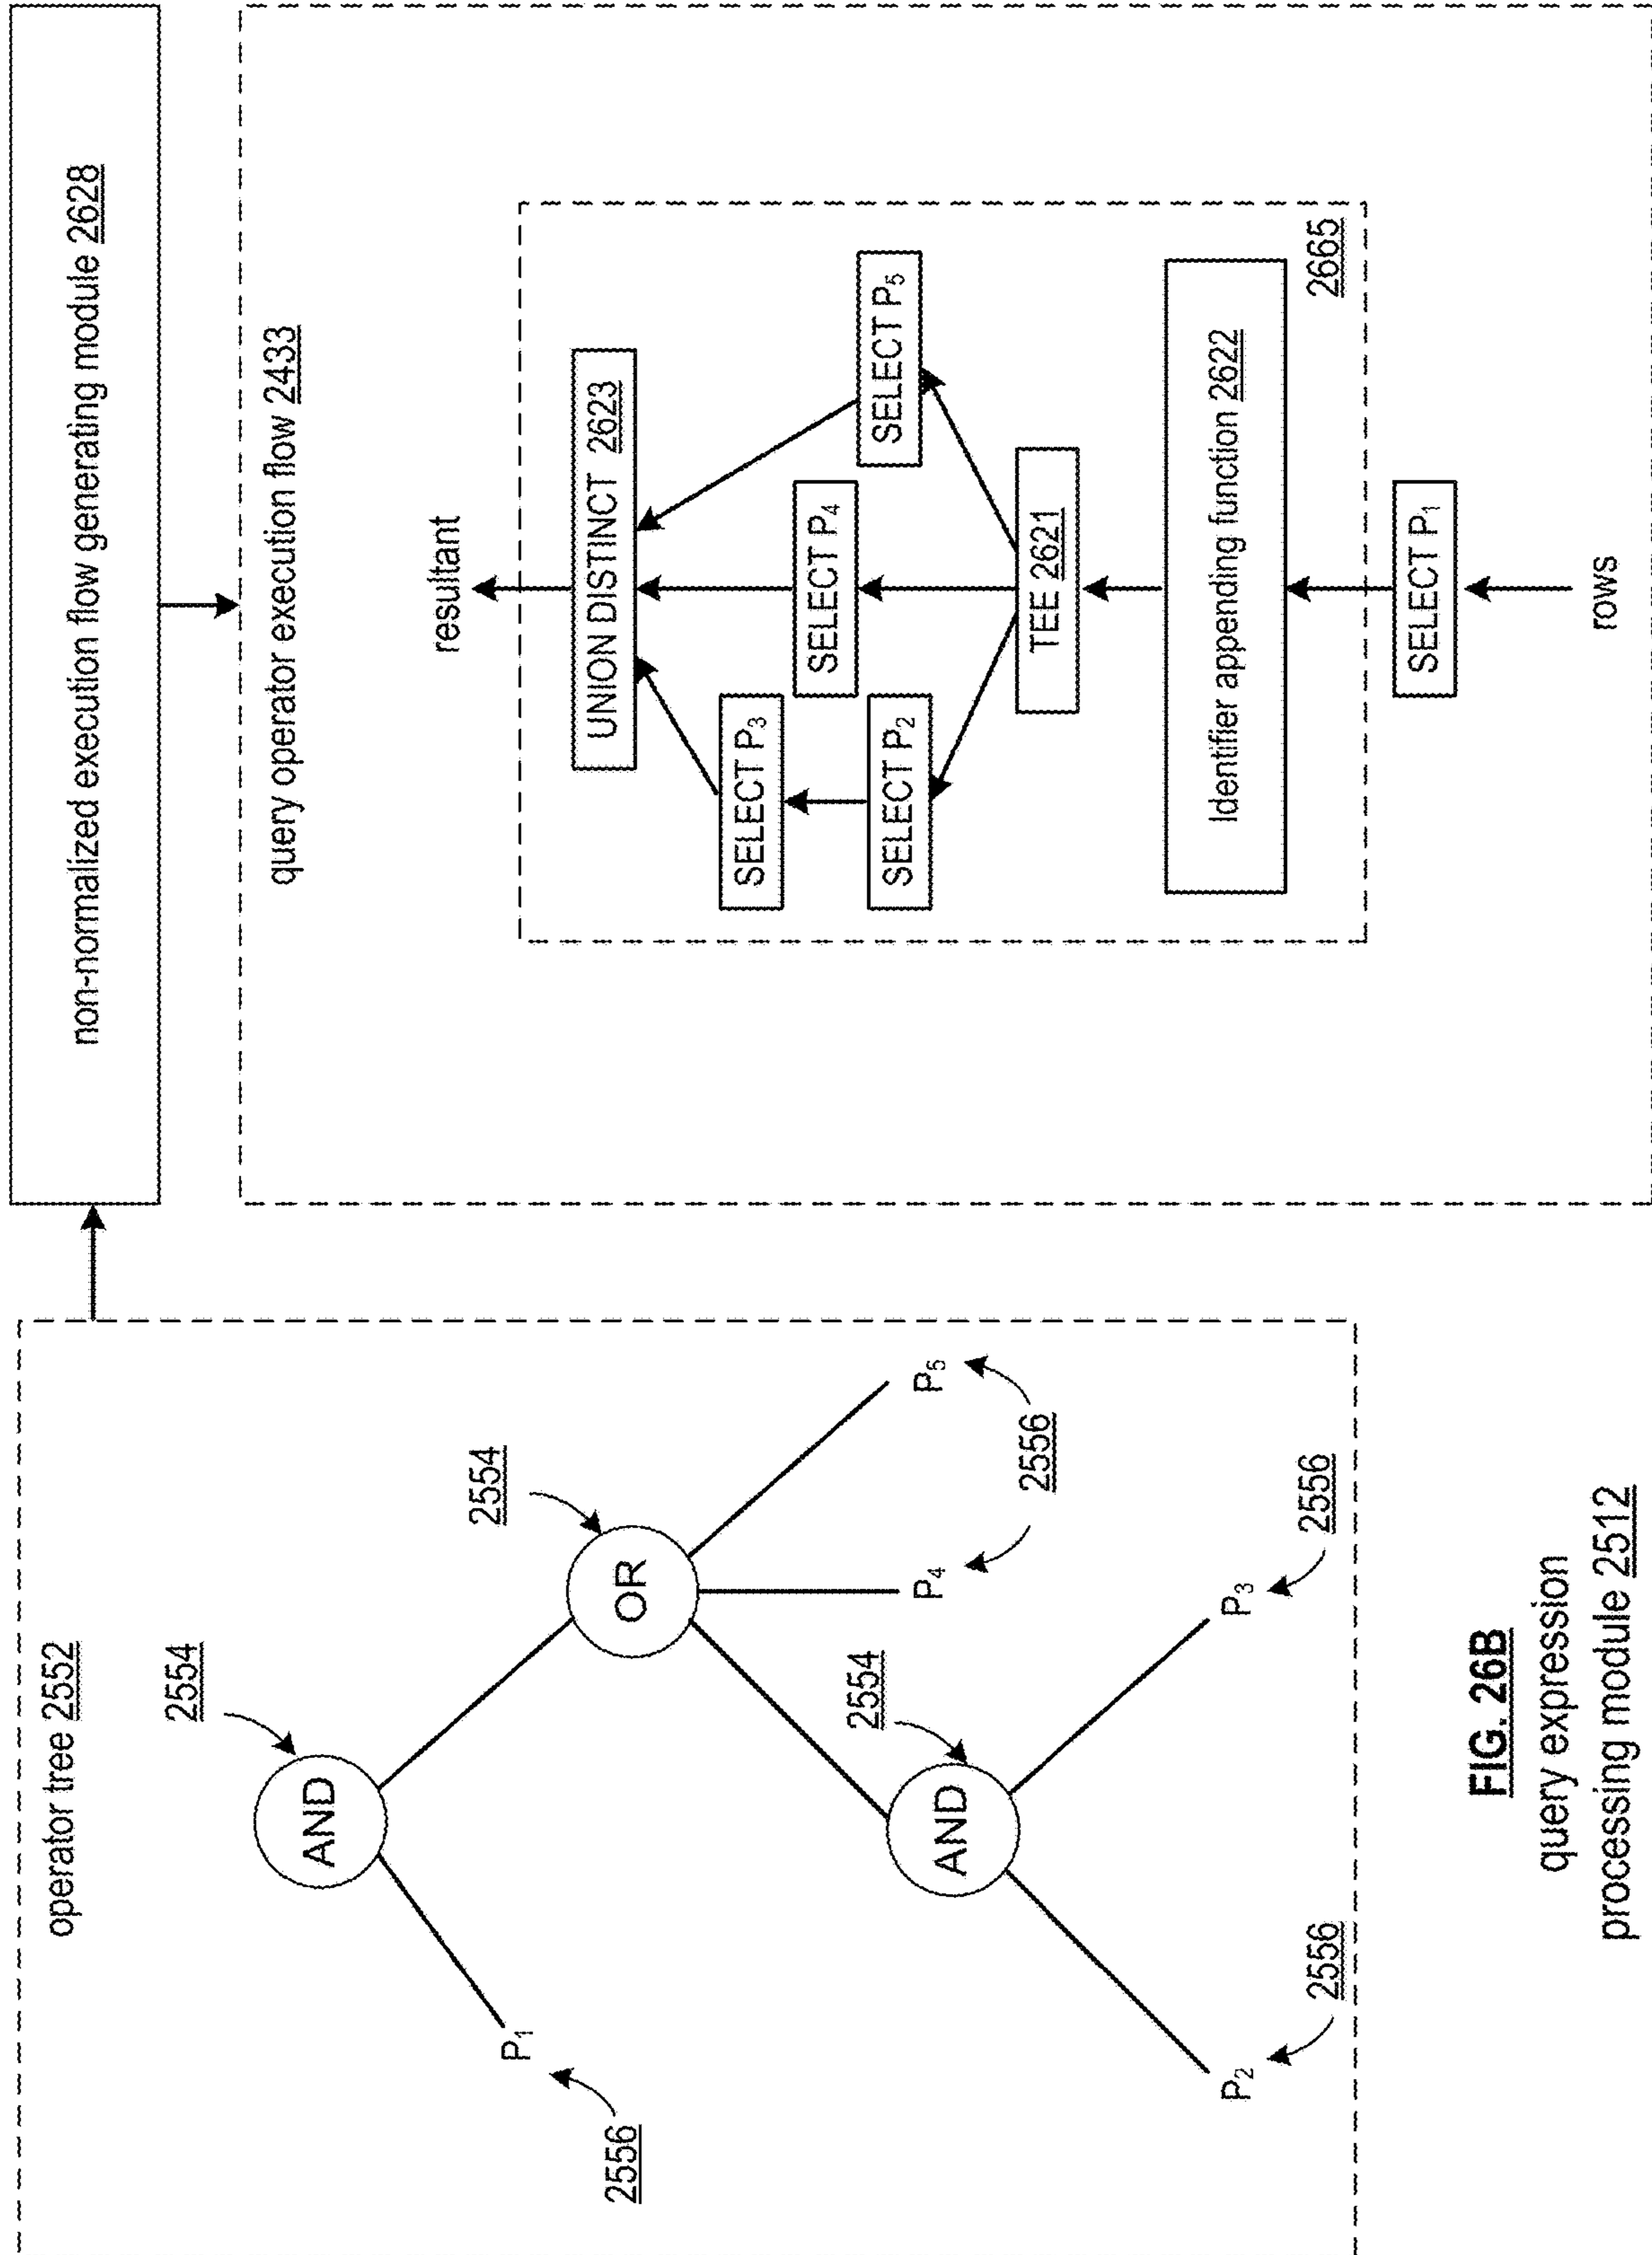 operator tree 2552
2554
AND
P1
2556
2554
OR
2554
AND
P4
P5
2556
P2
2556
P3
2556
non-normalized execution flow generating module 2628
query operator execution flow 2433
resultant
UNION DISTINCT 2623
SELECT P3
SELECT P4
SELECT P2
SELECT P5
TEE 2621
Identifier appending function 2622
2665
SELECT P1
rows
FIG. 26B
query expression
processing module 2512